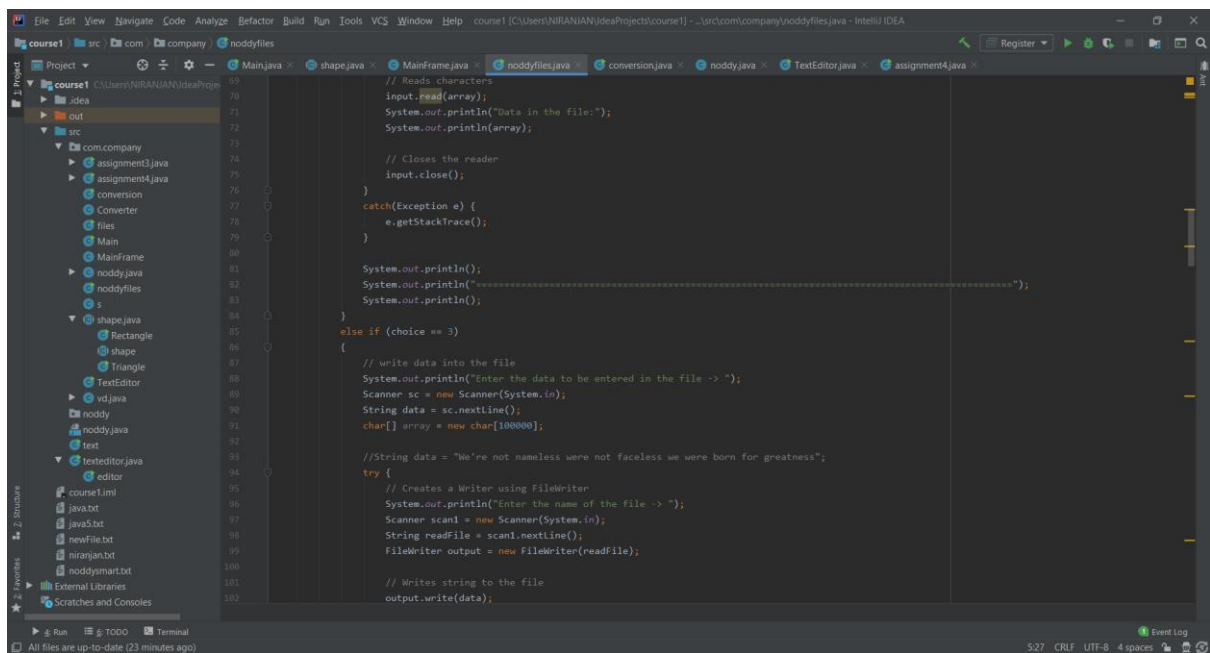 File Edit View Navigate Code Analyze Refactor Build Run Tools VCS Window Help course1 [C:\Users\NIRANJAN\IdeaProjects\course1] - ...\src\com\company\noddyfiles.java - IntelliJ IDEA
course1 src com company noddyfiles Register
Project Main.java shape.java MainFrame.java noddyfiles.java conversion.java noddy.java TextEditor.java assignment4.java
1: Project
Ant
course1 C:\Users\NIRANJAN\IdeaProje
.idea
out
src
com.company
assignment3.java
assignment4.java
conversion
Converter
files
Main
MainFrame
noddy.java
noddyfiles
s
shape.java
Rectangle
shape
Triangle
TextEditor
vd.java
noddy
noddy.java
text
texteditor.java
editor
course1.iml
java.txt
java5.txt
newFile.txt
niranjan.txt
noddysmart.txt
External Libraries
Scratches and Consoles
Z: Structure
2: Favorites
69 // Reads characters
70 input.read(array);
71 System.out.println("Data in the file:");
72 System.out.println(array);
73
74 // Closes the reader
75 input.close();
76 }
77 catch(Exception e) {
78 e.getStackTrace();
79 }
80
81 System.out.println();
82 System.out.println("================================================================================================");
83 System.out.println();
84 }
85 else if (choice == 3)
86 {
87 // write data into the file
88 System.out.println("Enter the data to be entered in the file -> ");
89 Scanner sc = new Scanner(System.in);
90 String data = sc.nextLine();
91 char[] array = new char[100000];
92
93 //String data = "We're not nameless were not faceless we were born for greatness";
94 try {
95 // Creates a Writer using FileWriter
96 System.out.println("Enter the name of the file -> ");
97 Scanner scan1 = new Scanner(System.in);
98 String readFile = scan1.nextLine();
99 FileWriter output = new FileWriter(readFile);
100
101 // Writes string to the file
102 output.write(data);
4: Run 6: TODO Terminal 1 Event Log
All files are up-to-date (23 minutes ago) 5:27 CRLF UTF-8 4 spaces